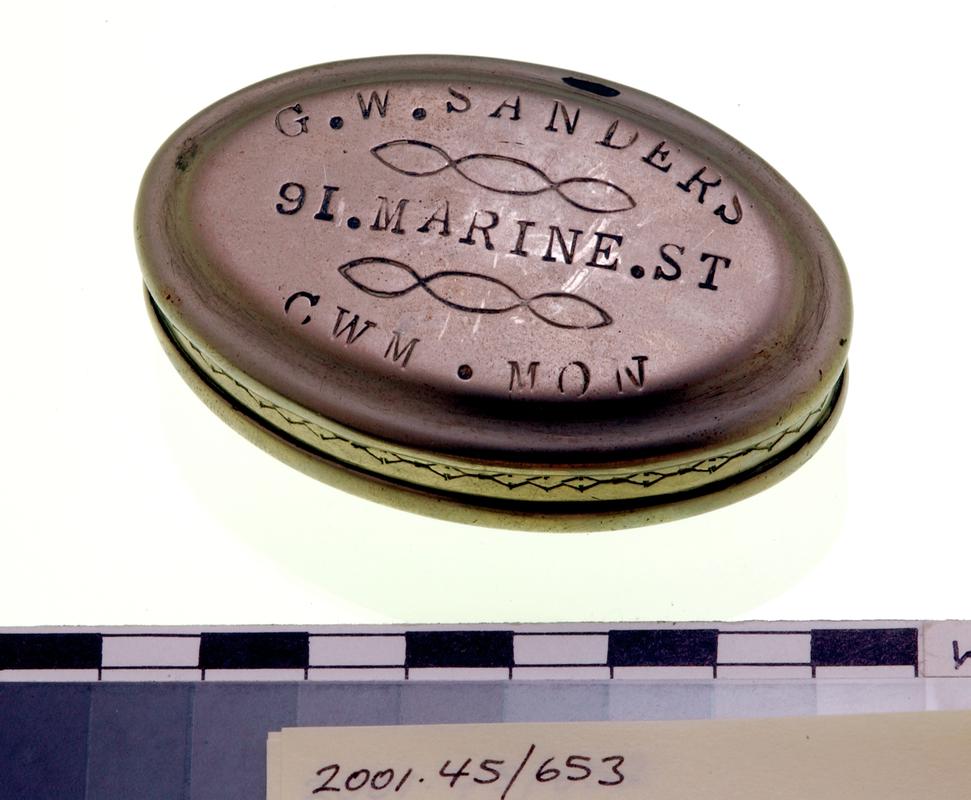 G.W.SANDERS
91.MARINE.ST
CWM • MON
2001.45/653